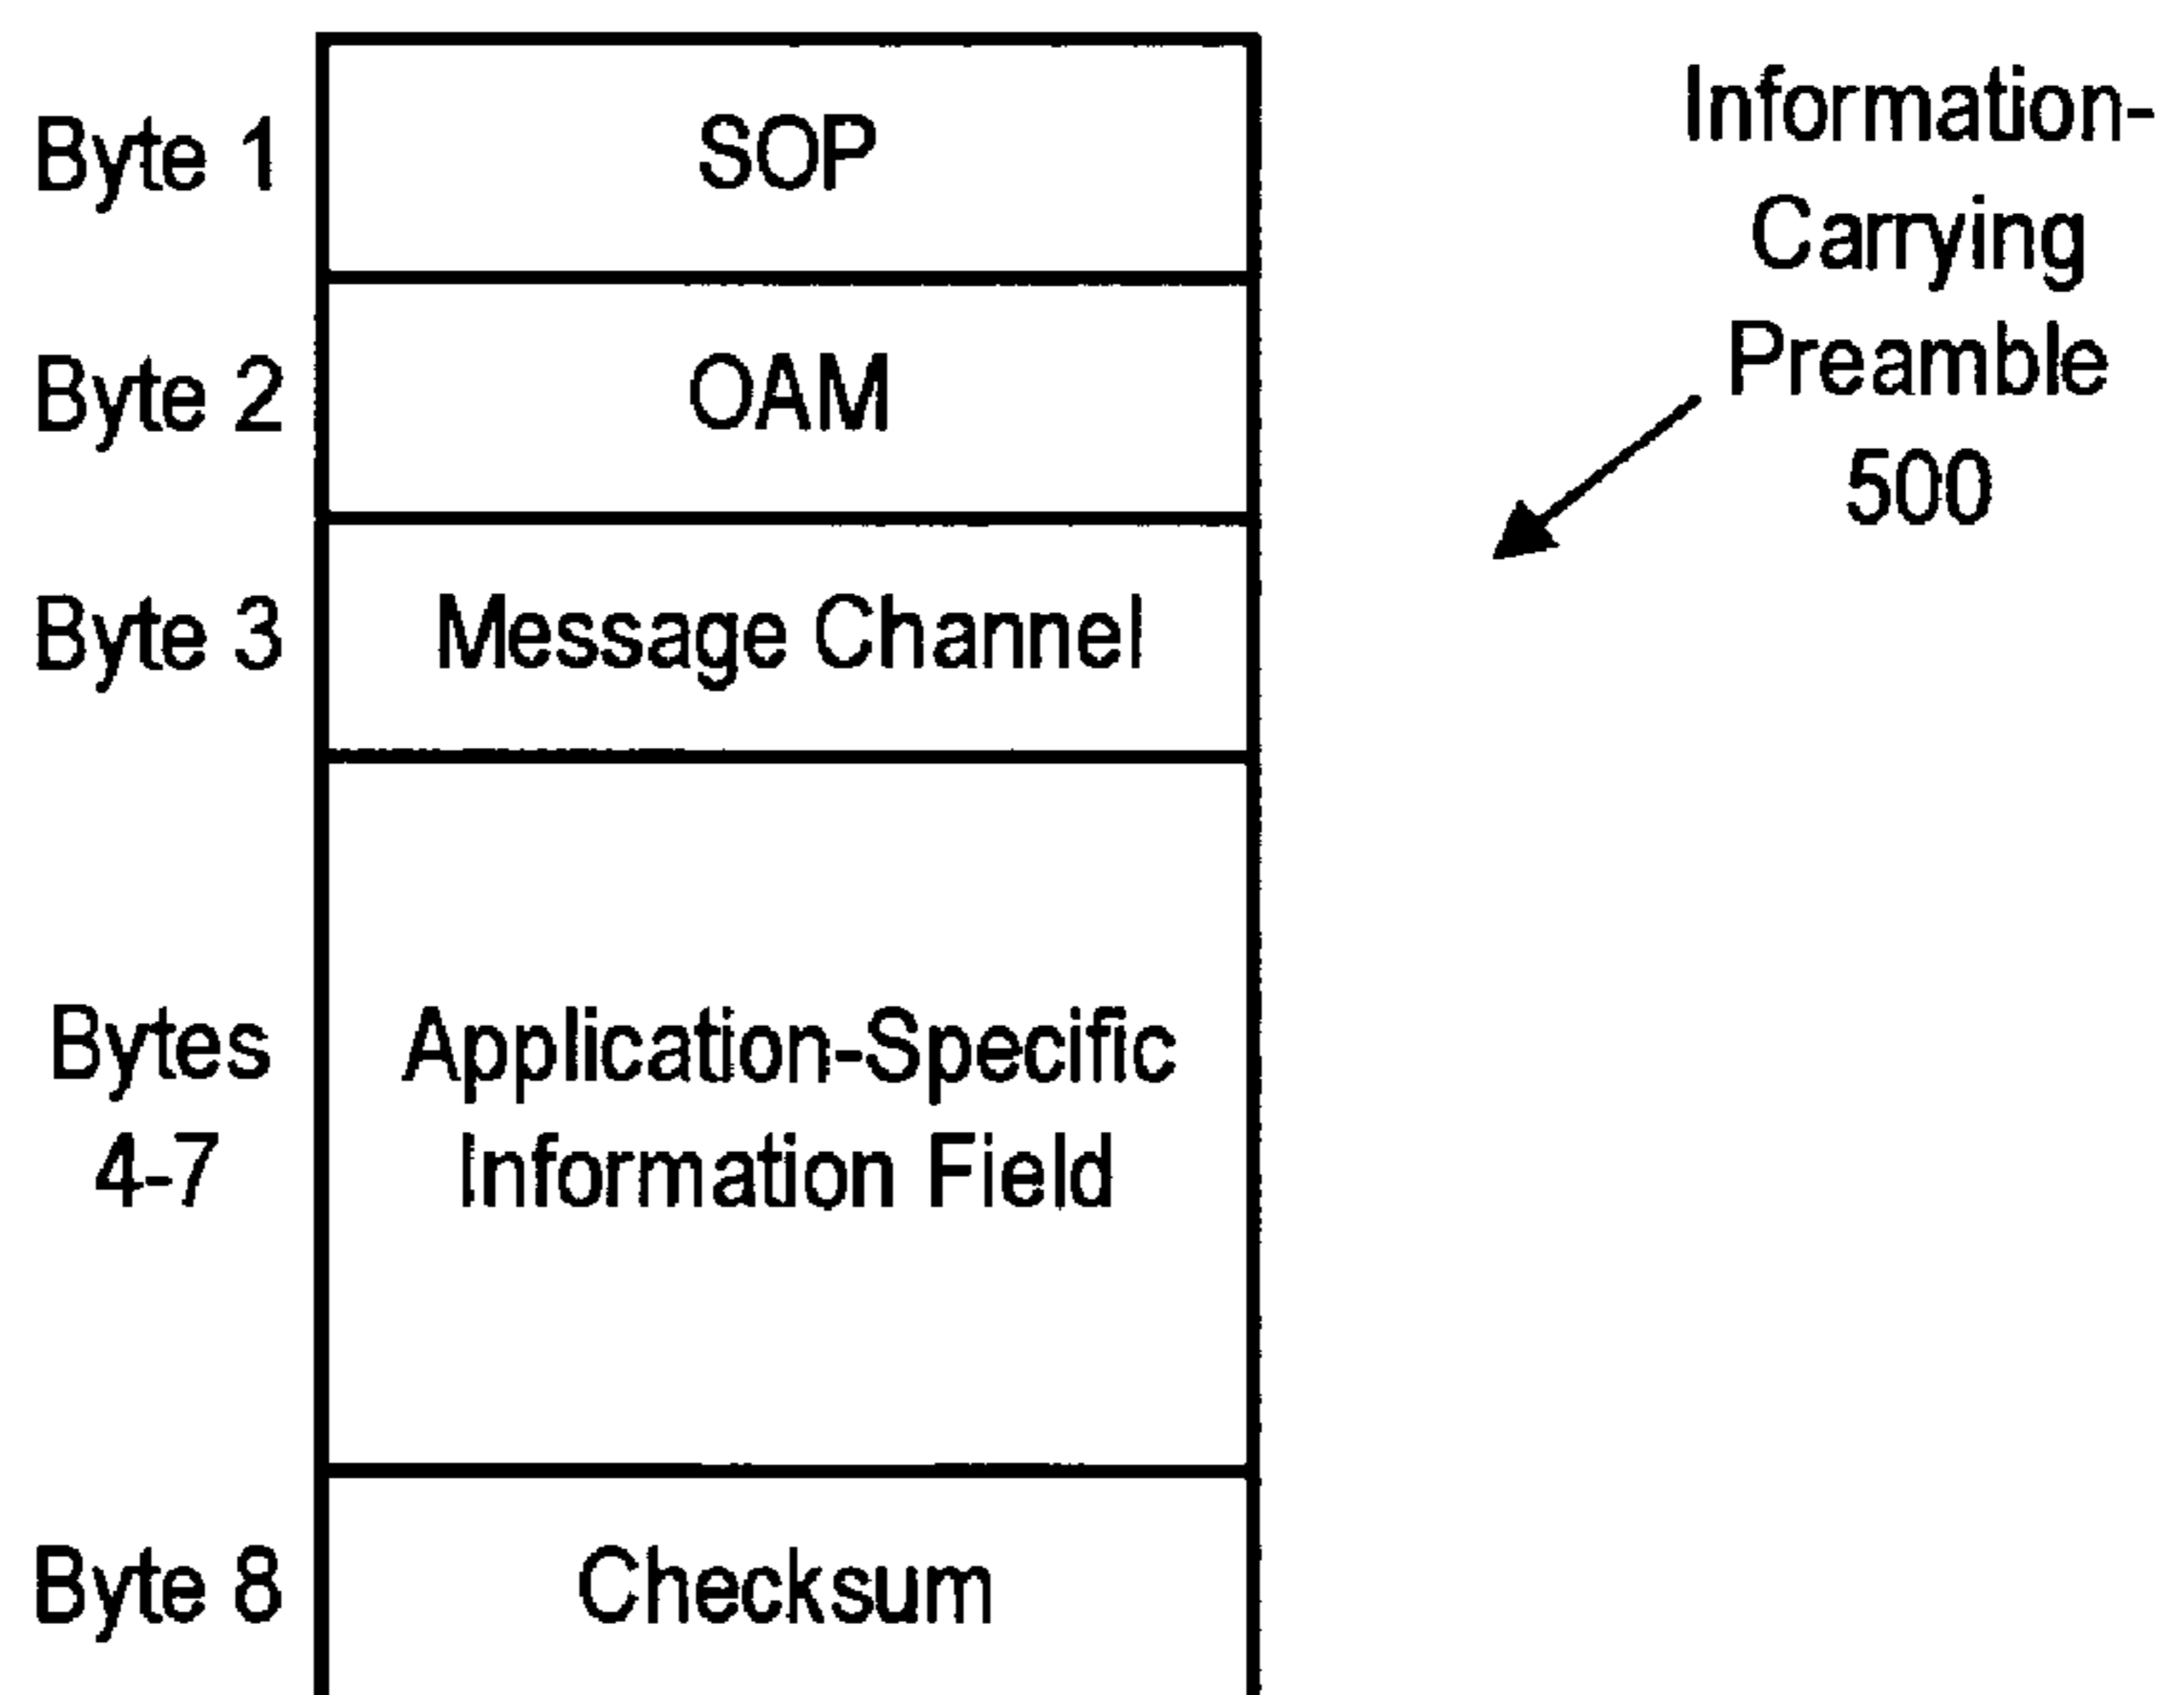 Byte 1
SOP
Information-
Carrying
Preamble
500
Byte 2
OAM
Byte 3
Message Channel
Bytes
4-7
Application-Specific
Information Field
Byte 8
Checksum